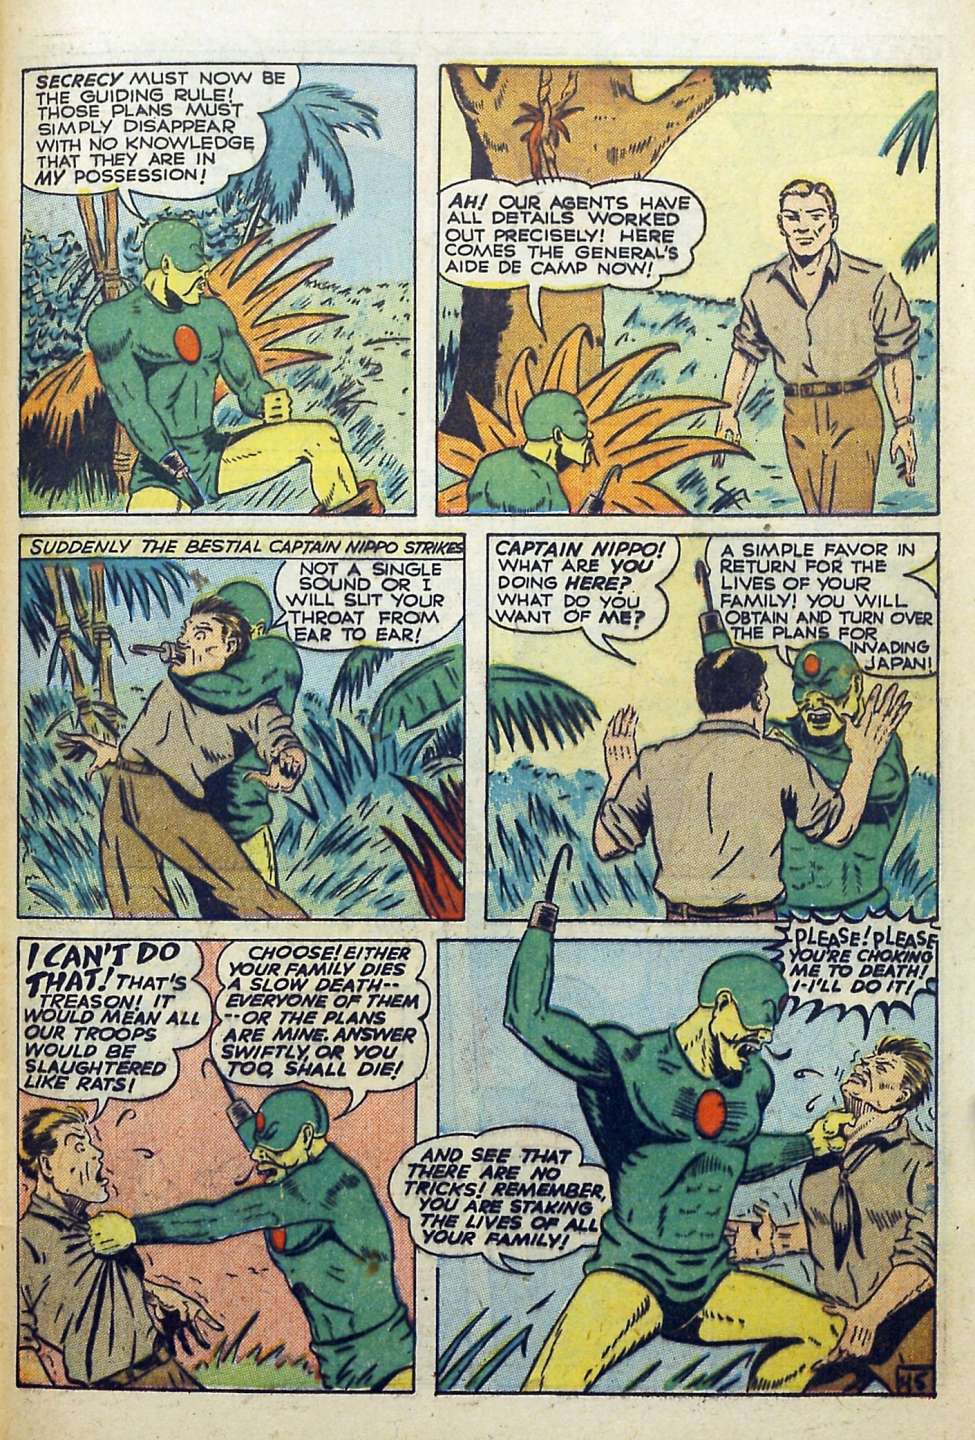 SECRECY MUST NOW BE
THE GUIDING RULE!
THOSE PLANS MUST
SIMPLY DISAPPEAR
WITH NO KNOWLEDGE
THAT THEY ARE IN
MY POSSESSION!
AH! OUR AGENTS HAVE
ALL DETAILS WORKED
OUT PRECISELY! HERE
COMES THE GENERAL'S
AIDE DE CAMP NOW!
SUDDENLY THE BESTIAL CAPTAIN NIPPO STRIKES
NOT A SINGLE
SOUND OR I
WILL SLIT YOUR
THROAT FROM
EAR TO EAR!
CAPTAIN NIPPO!
WHAT ARE YOU
DOING HERE?
WHAT DO YOU
WANT OF ME?
A SIMPLE FAVOR IN
RETURN FOR THE
LIVES OF YOUR
FAMILY! YOU WILL
OBTAIN AND TURN OVER
THE PLANS FOR
INVADING
JAPAN!
I CAN'T DO
THAT! THAT'S
TREASON! IT
WOULD MEAN ALL
OUR TROOPS
WOULD BE
SLAUGHTERED
LIKE RATS!
CHOOSE! EITHER
YOUR FAMILY DIES
A SLOW DEATH--
EVERYONE OF THEM
--OR THE PLANS
ARE MINE. ANSWER
SWIFTLY, OR YOU
TOO, SHALL DIE!
PLEASE! PLEASE
YOU'RE CHOKING
ME TO DEATH!
I-I'LL DO IT!
AND SEE THAT
THERE ARE NO
TRICKS! REMEMBER,
YOU ARE STAKING
THE LIVES OF ALL
YOUR FAMILY!
45